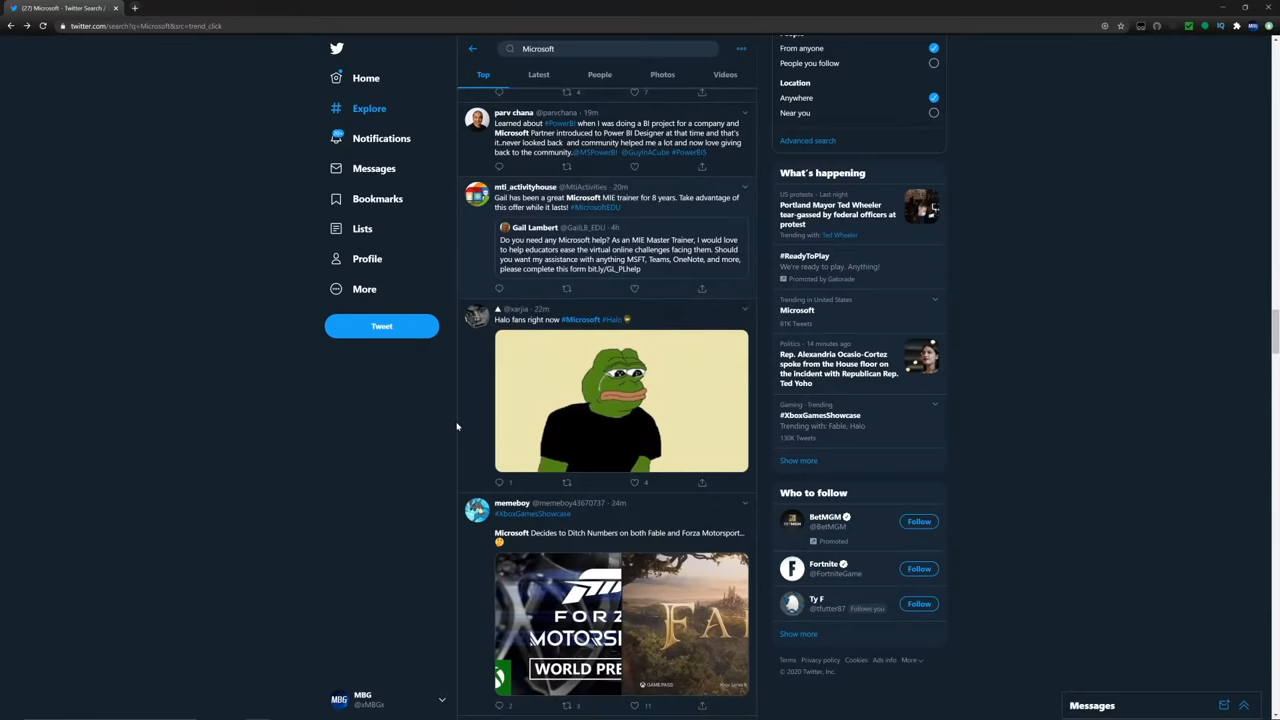 (27) Microsoft - Twitter Search /
twitter.com/search?q=Microsoft&src=trend_click
Home
Explore
20+
Notifications
Messages
Bookmarks
Lists
Profile
More
Tweet
MBG
@xMBGx
Microsoft
Top Latest People Photos Videos
4 7
parv chana @parvchana · 19m
Learned about #PowerBI when I was doing a BI project for a company and
Microsoft Partner introduced to Power BI Designer at that time and that's
it..never looked back and community helped me a lot and now love giving
back to the community.@MSPowerBI @GuyInACube #PowerBI5
mti_activityhouse @MtiActivities · 20m
Gail has been a great Microsoft MIE trainer for 8 years. Take advantage of
this offer while it lasts! #MicrosoftEDU
Gail Lambert @GailLB_EDU · 4h
Do you need any Microsoft help? As an MIE Master Trainer, I would love
to help educators ease the virtual online challenges facing them. Should
you want my assistance with anything MSFT, Teams, OneNote, and more,
please complete this form bit.ly/GL_PLhelp
▲ @xarjia · 22m
Halo fans right now #Microsoft #Halo
1 4
memeboy @memeboy43670737 · 24m
#XboxGamesShowcase
Microsoft Decides to Ditch Numbers on both Fable and Forza Motorsport...
FORZ
MOTORSI
WORLD PRE
FA
GAME PASS
2 3 11
From anyone
People you follow
Location
Anywhere
Near you
Advanced search
What's happening
US protests · Last night
Portland Mayor Ted Wheeler
tear-gassed by federal officers at
protest
Trending with: Ted Wheeler
#ReadyToPlay
We're ready to play. Anything!
Promoted by Gatorade
Trending in United States
Microsoft
81K Tweets
Politics · 14 minutes ago
Rep. Alexandria Ocasio-Cortez
spoke from the House floor on
the incident with Republican Rep.
Ted Yoho
Gaming · Trending
#XboxGamesShowcase
Trending with: Fable, Halo
130K Tweets
Show more
Who to follow
BetMGM
@BetMGM
Follow
Promoted
Fortnite
@FortniteGame
Follow
Ty F
@tfutter87 Follows you
Follow
Show more
Terms Privacy policy Cookies Ads info More
© 2020 Twitter, Inc.
Messages